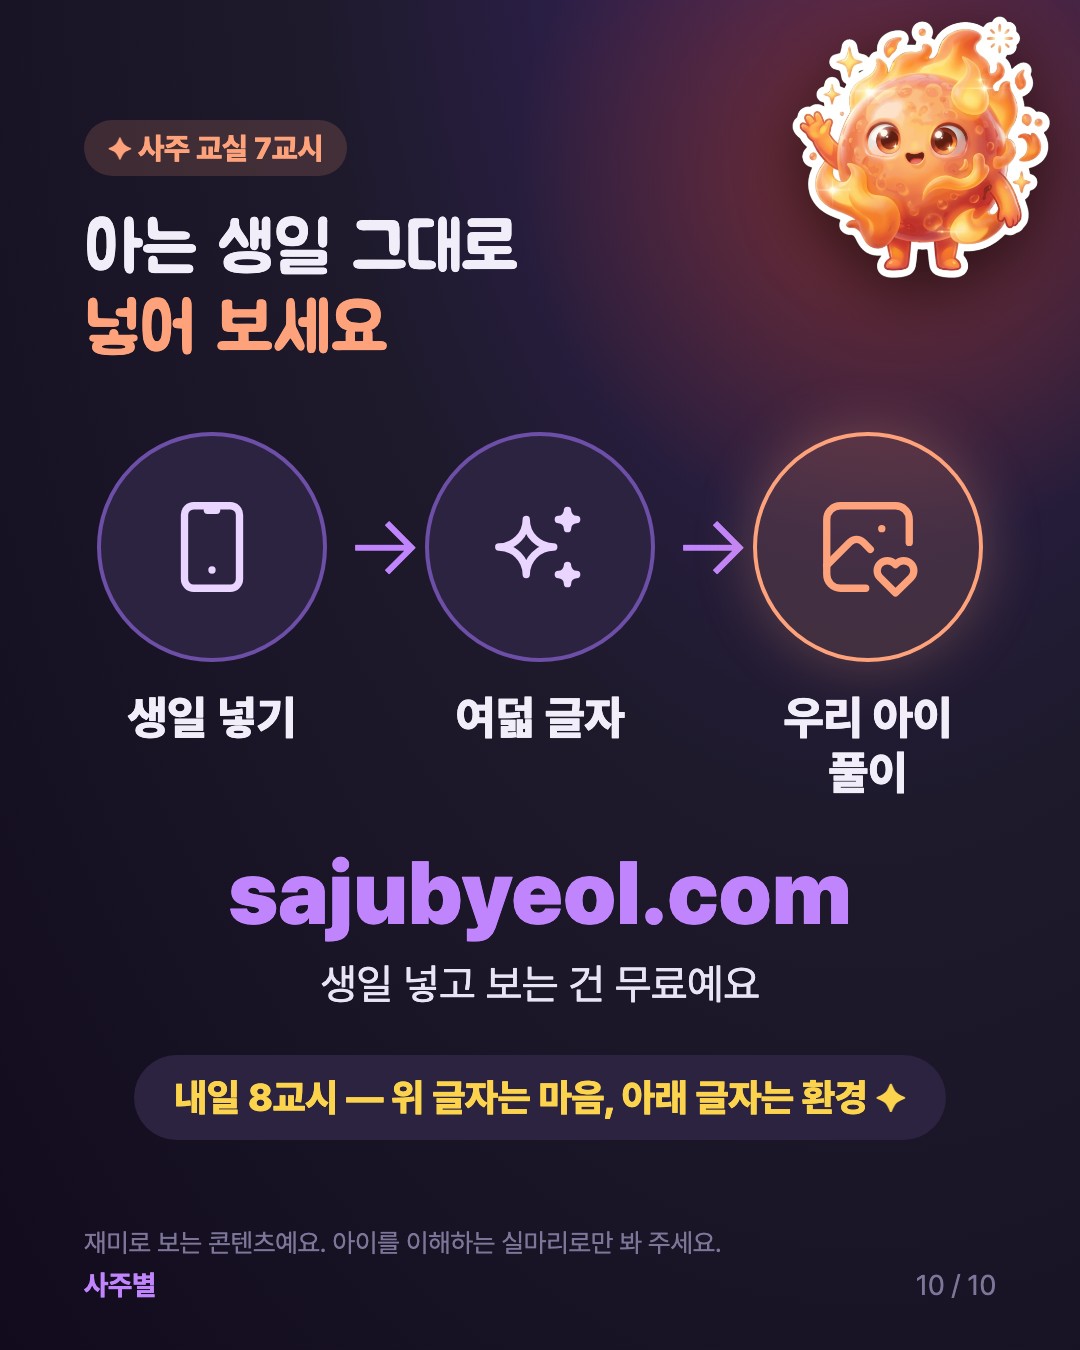 ✦ 사주 교실 7교시
아는 생일 그대로
넣어 보세요
생일 넣기
여덟 글자
우리 아이
풀이
sajubyeol.com
생일 넣고 보는 건 무료예요
내일 8교시 — 위 글자는 마음, 아래 글자는 환경 ✦
재미로 보는 콘텐츠예요. 아이를 이해하는 실마리로만 봐 주세요.
사주별
10 / 10